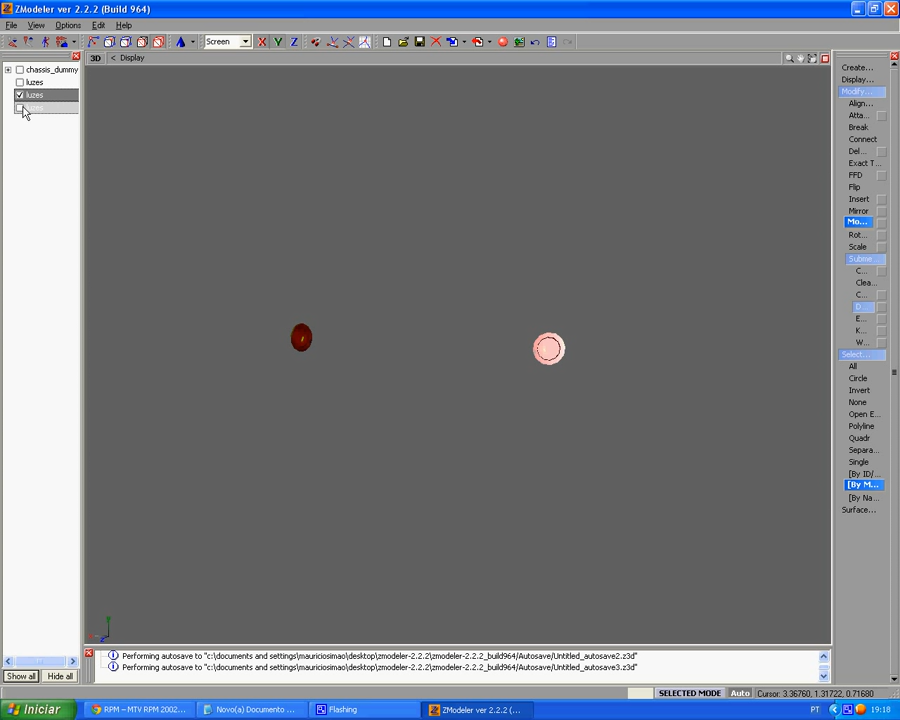 ZModeler ver 2.2.2 (Build 964)
File View Options Edit Help
Screen X Y Z
3D < Display
chassis_dummy
luzes
luzes
luzes
Show all Hide all
Create...
Display...
Modify...
Align...
Atta...
Break
Connect
Del...
Exact T...
FFD
Flip
Insert
Mirror
Mo...
Rot...
Scale
Subme...
C...
Clea...
C...
D...
E...
K...
W...
Select...
All
Circle
Invert
None
Open E...
Polyline
Quadr
Separa...
Single
[By ID/...
[By M...
[By Na...
Surface...
Performing autosave to "c:\documents and settings\mauriciosimao\desktop\zmodeler-2.2.2\zmodeler-2.2.2_build964/Autosave/Untitled_autosave2.z3d"
Performing autosave to "c:\documents and settings\mauriciosimao\desktop\zmodeler-2.2.2\zmodeler-2.2.2_build964/Autosave/Untitled_autosave3.z3d"
SELECTED MODE Auto Cursor: 3.36760, 1.31722, 0.71680
Iniciar RPM – MTV RPM 2002... Novo(a) Documento ... Flashing ZModeler ver 2.2.2 (... PT 19:18